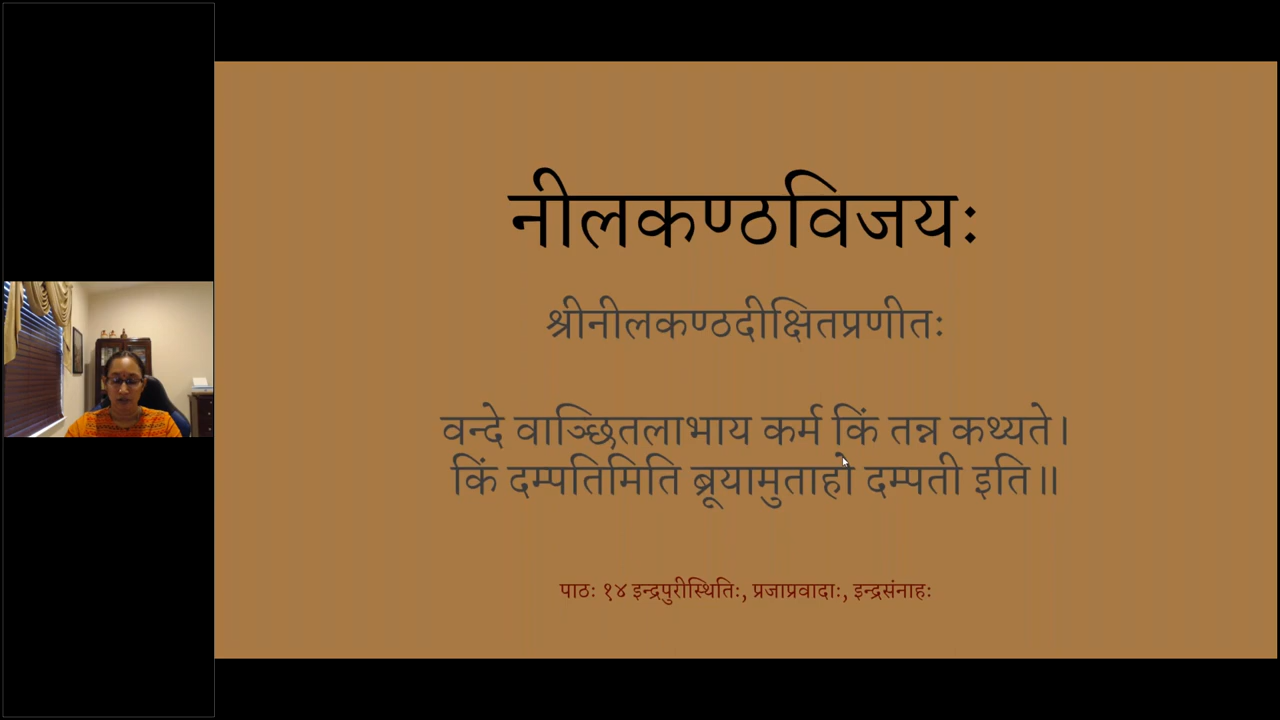 नीलकण्ठविजयः
श्रीनीलकण्ठदीक्षितप्रणीतः
वन्दे वाञ्छितलाभाय कर्म किं तन्न कथ्यते।
किं दम्पतिमिति ब्रूयामुताहो दम्पती इति॥
पाठः १४ इन्द्रपुरीस्थितिः, प्रजाप्रवादाः, इन्द्रसंनाहः